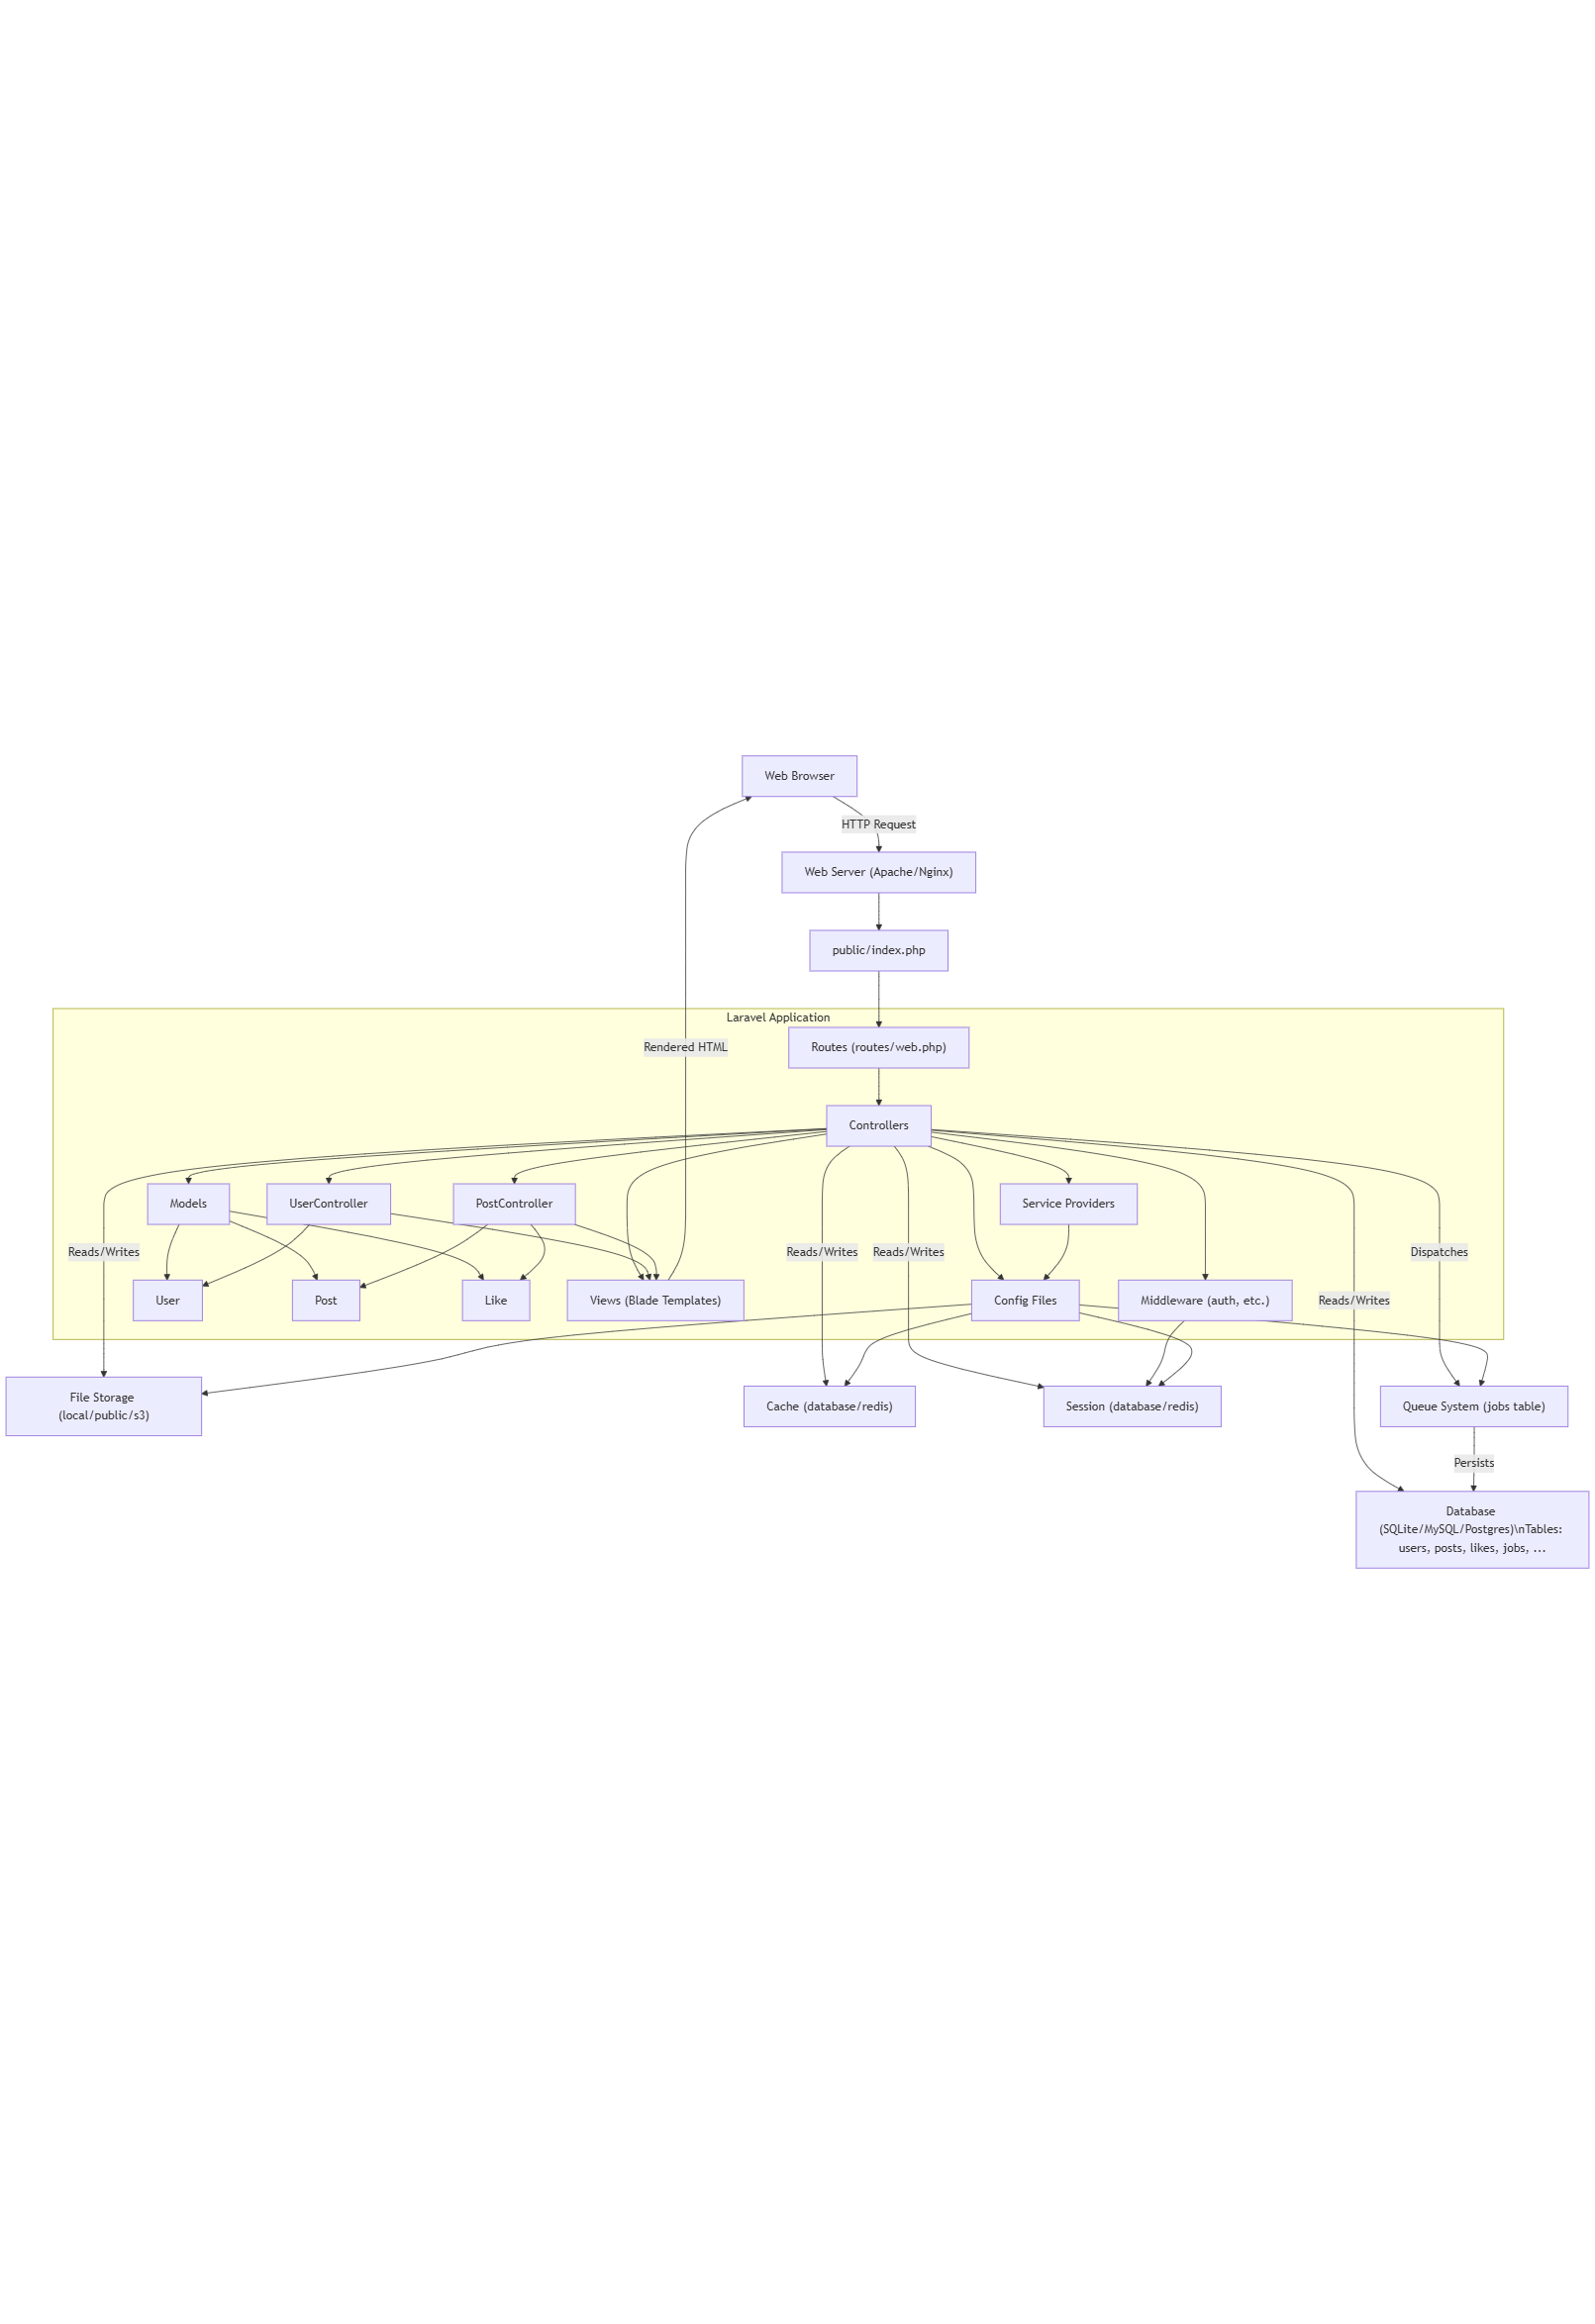 Web Browser
HTTP Request
Web Server (Apache/Nginx)
public/index.php
Laravel Application
Rendered HTML
Routes (routes/web.php)
Controllers
Models
UserController
PostController
Service Providers
Reads/Writes
Reads/Writes
Reads/Writes
Dispatches
User
Post
Like
Views (Blade Templates)
Config Files
Middleware (auth, etc.)
Reads/Writes
File Storage
(local/public/s3)
Cache (database/redis)
Session (database/redis)
Queue System (jobs table)
Persists
Database
(SQLite/MySQL/Postgres)\nTables:
users, posts, likes, jobs, ...